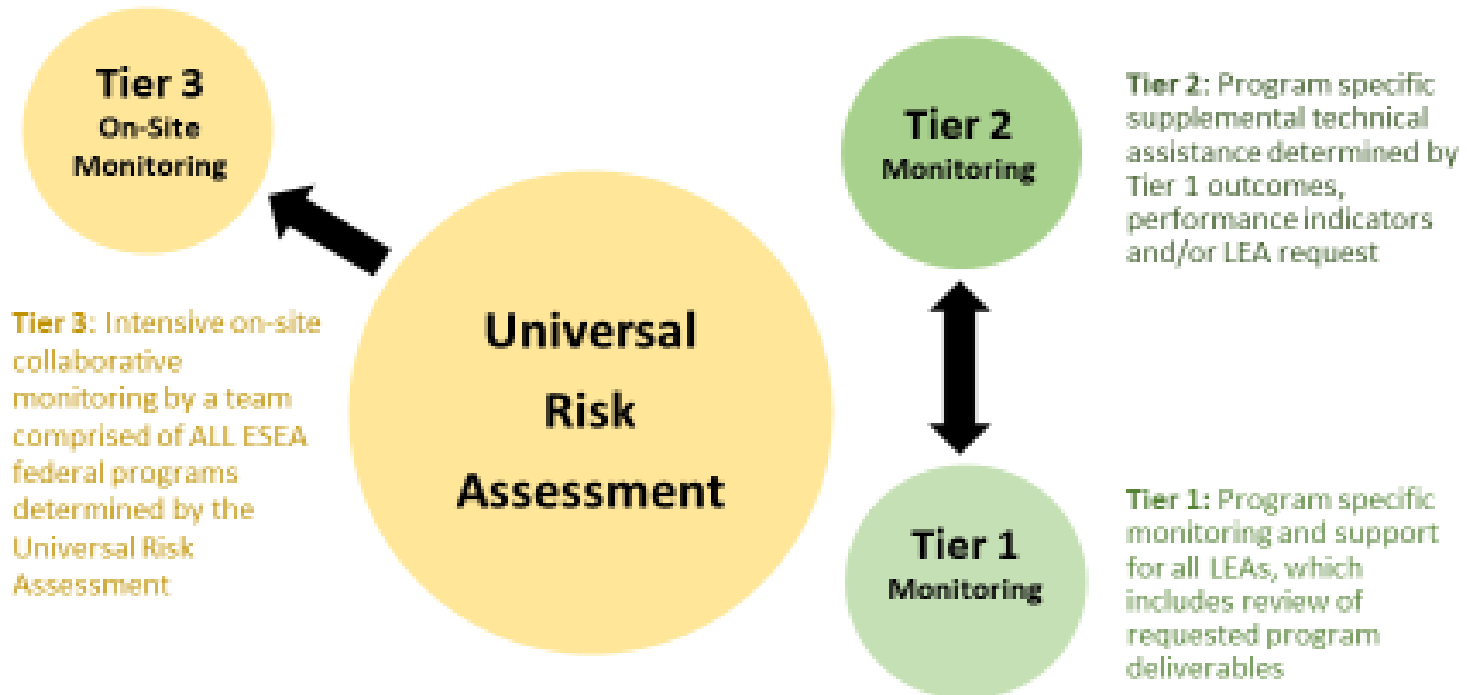 Tier 3
On-Site
Monitoring
Tier 3: Intensive on-site
collaborative
monitoring by a team
comprised of ALL ESEA
federal programs
determined by the
Universal Risk
Assessment
Universal
Risk
Assessment
Tier 2
Monitoring
Tier 2: Program specific
supplemental technical
assistance determined by
Tier 1 outcomes,
performance indicators
and/or LEA request
Tier 1
Monitoring
Tier 1: Program specific
monitoring and support
for all LEAs, which
includes review of
requested program
deliverables